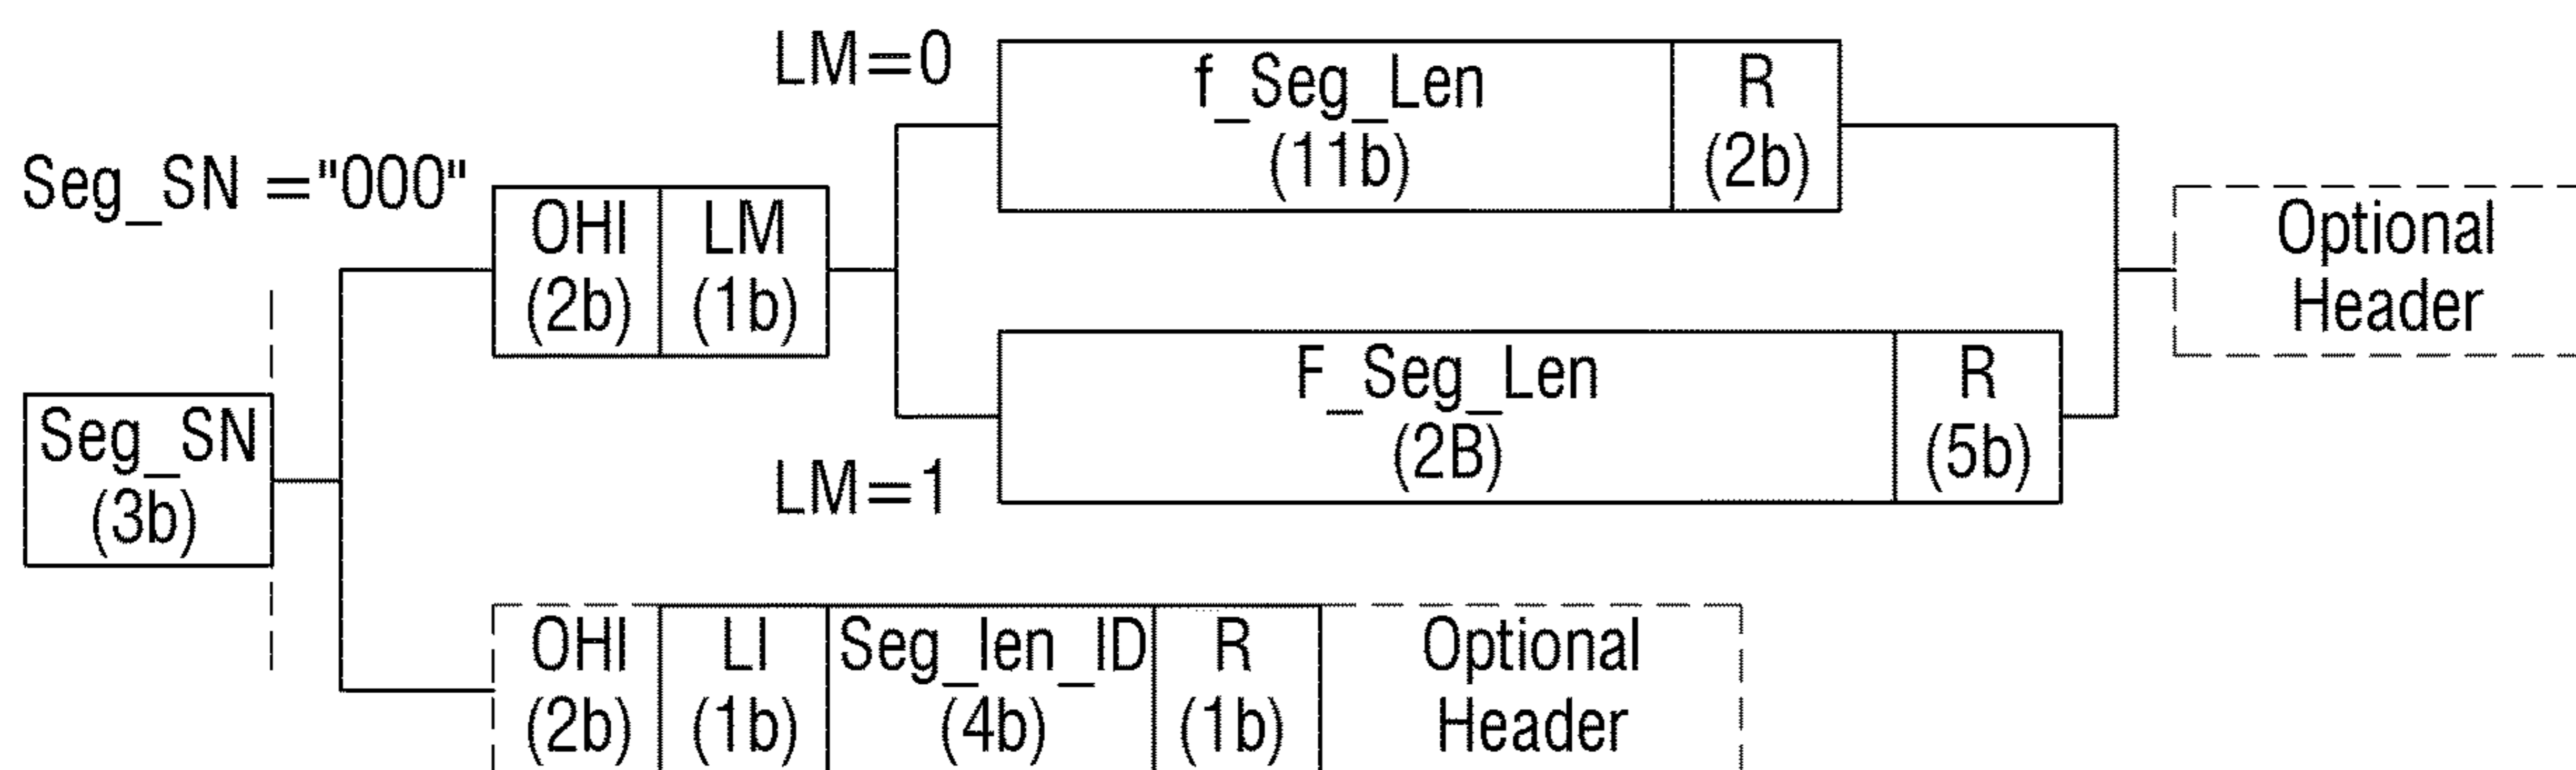 LM=0
f_Seg_Len
(11b)
R
(2b)
Seg_SN ="000"
OHI
(2b)
LM
(1b)
Optional
Header
F_Seg_Len
(2B)
R
(5b)
LM=1
Seg_SN
(3b)
OHI
(2b)
LI
(1b)
Seg_len_ID
(4b)
R
(1b)
Optional
Header